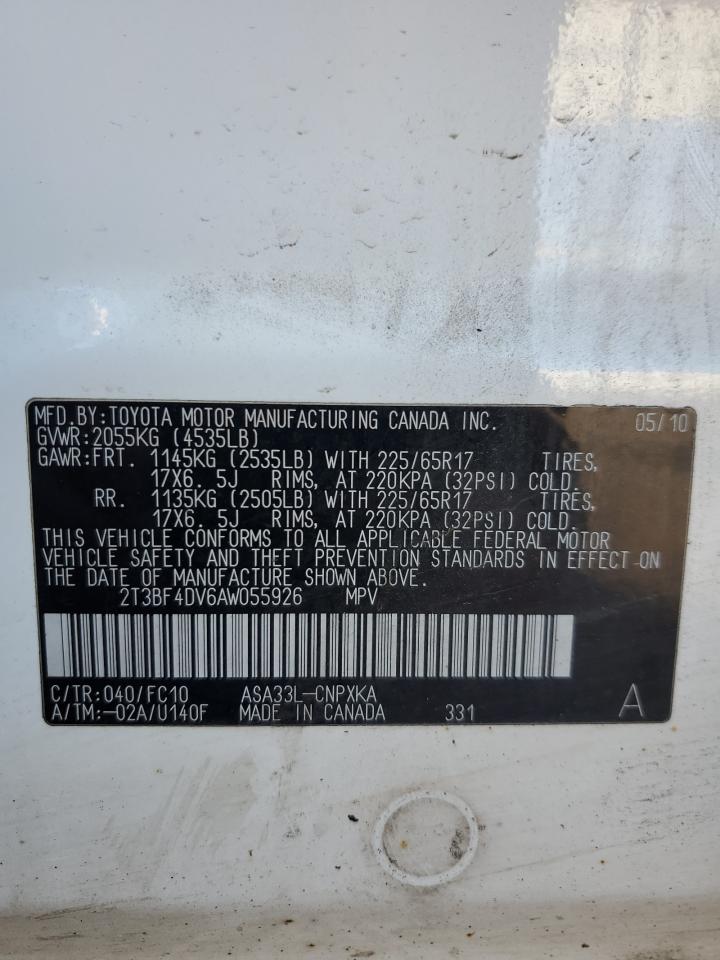 MFD.BY:TOYOTA MOTOR MANUFACTURING CANADA INC. 05/10
GVWR:2055KG (4535LB)
GAWR:FRT. 1145KG (2535LB) WITH 225/65R17 TIRES,
17X6. 5J RIMS, AT 220KPA (32PSI) COLD.
RR. 1135KG (2505LB) WITH 225/65R17 TIRES,
17X6. 5J RIMS, AT 220KPA (32PSI) COLD.
THIS VEHICLE CONFORMS TO ALL APPLICABLE FEDERAL MOTOR
VEHICLE SAFETY AND THEFT PREVENTION STANDARDS IN EFFECT ON
THE DATE OF MANUFACTURE SHOWN ABOVE.
2T3BF4DV6AW055926 MPV
C/TR:040/FC10 ASA33L-CNPXKA
A/TM:-02A/U140F MADE IN CANADA 331 A